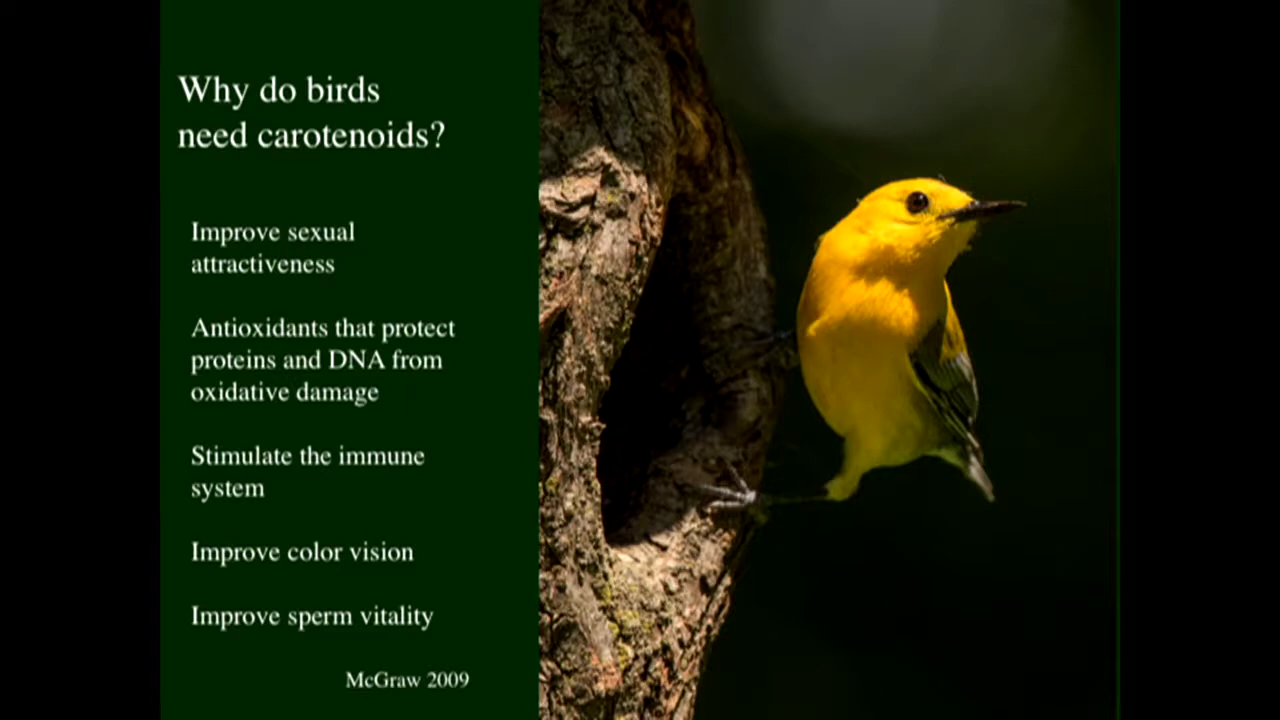 Why do birds
need carotenoids?
Improve sexual
attractiveness
Antioxidants that protect
proteins and DNA from
oxidative damage
Stimulate the immune
system
Improve color vision
Improve sperm vitality
McGraw 2009